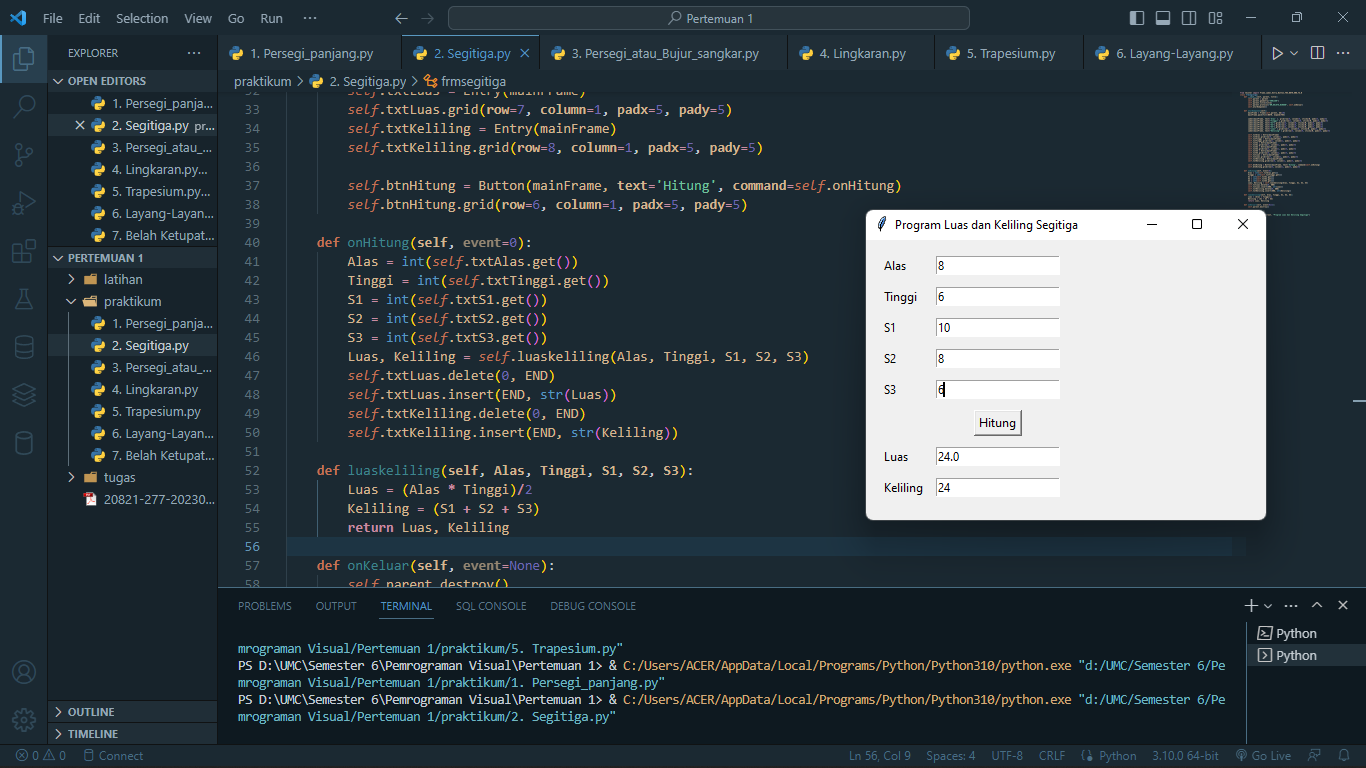 File Edit Selection View Go Run ··· Pertemuan 1
EXPLORER ···
OPEN EDITORS
1. Persegi_panja...
2. Segitiga.py pr...
3. Persegi_atau_...
4. Lingkaran.py...
5. Trapesium.py...
6. Layang-Layan...
7. Belah Ketupat...
PERTEMUAN 1
latihan
praktikum
1. Persegi_panja...
2. Segitiga.py
3. Persegi_atau_...
4. Lingkaran.py
5. Trapesium.py
6. Layang-Layan...
7. Belah Ketupat...
tugas
20821-277-20230...
OUTLINE
TIMELINE
1. Persegi_panjang.py 2. Segitiga.py 3. Persegi_atau_Bujur_sangkar.py 4. Lingkaran.py 5. Trapesium.py 6. Layang-Layang.py ···
praktikum > 2. Segitiga.py > frmsegitiga
32 self.txtLuas = Entry(mainFrame)
33 self.txtLuas.grid(row=7, column=1, padx=5, pady=5)
34 self.txtKeliling = Entry(mainFrame)
35 self.txtKeliling.grid(row=8, column=1, padx=5, pady=5)
36
37 self.btnHitung = Button(mainFrame, text='Hitung', command=self.onHitung)
38 self.btnHitung.grid(row=6, column=1, padx=5, pady=5)
39
40 def onHitung(self, event=0):
41 Alas = int(self.txtAlas.get())
42 Tinggi = int(self.txtTinggi.get())
43 S1 = int(self.txtS1.get())
44 S2 = int(self.txtS2.get())
45 S3 = int(self.txtS3.get())
46 Luas, Keliling = self.luaskeliling(Alas, Tinggi, S1, S2, S3)
47 self.txtLuas.delete(0, END)
48 self.txtLuas.insert(END, str(Luas))
49 self.txtKeliling.delete(0, END)
50 self.txtKeliling.insert(END, str(Keliling))
51
52 def luaskeliling(self, Alas, Tinggi, S1, S2, S3):
53 Luas = (Alas * Tinggi)/2
54 Keliling = (S1 + S2 + S3)
55 return Luas, Keliling
56
57 def onKeluar(self, event=None):
58 self.parent.destroy()
Program Luas dan Keliling Segitiga
Alas 8
Tinggi 6
S1 10
S2 8
S3 6
Hitung
Luas 24.0
Keliling 24
PROBLEMS OUTPUT TERMINAL SQL CONSOLE DEBUG CONSOLE ···
mrograman Visual/Pertemuan 1/praktikum/5. Trapesium.py"
PS D:\UMC\Semester 6\Pemrograman Visual\Pertemuan 1> & C:/Users/ACER/AppData/Local/Programs/Python/Python310/python.exe "d:/UMC/Semester 6/Pe
mrograman Visual/Pertemuan 1/praktikum/1. Persegi_panjang.py"
PS D:\UMC\Semester 6\Pemrograman Visual\Pertemuan 1> & C:/Users/ACER/AppData/Local/Programs/Python/Python310/python.exe "d:/UMC/Semester 6/Pe
mrograman Visual/Pertemuan 1/praktikum/2. Segitiga.py"
Python
Python
0 0 Connect Ln 56, Col 9 Spaces: 4 UTF-8 CRLF Python 3.10.0 64-bit Go Live